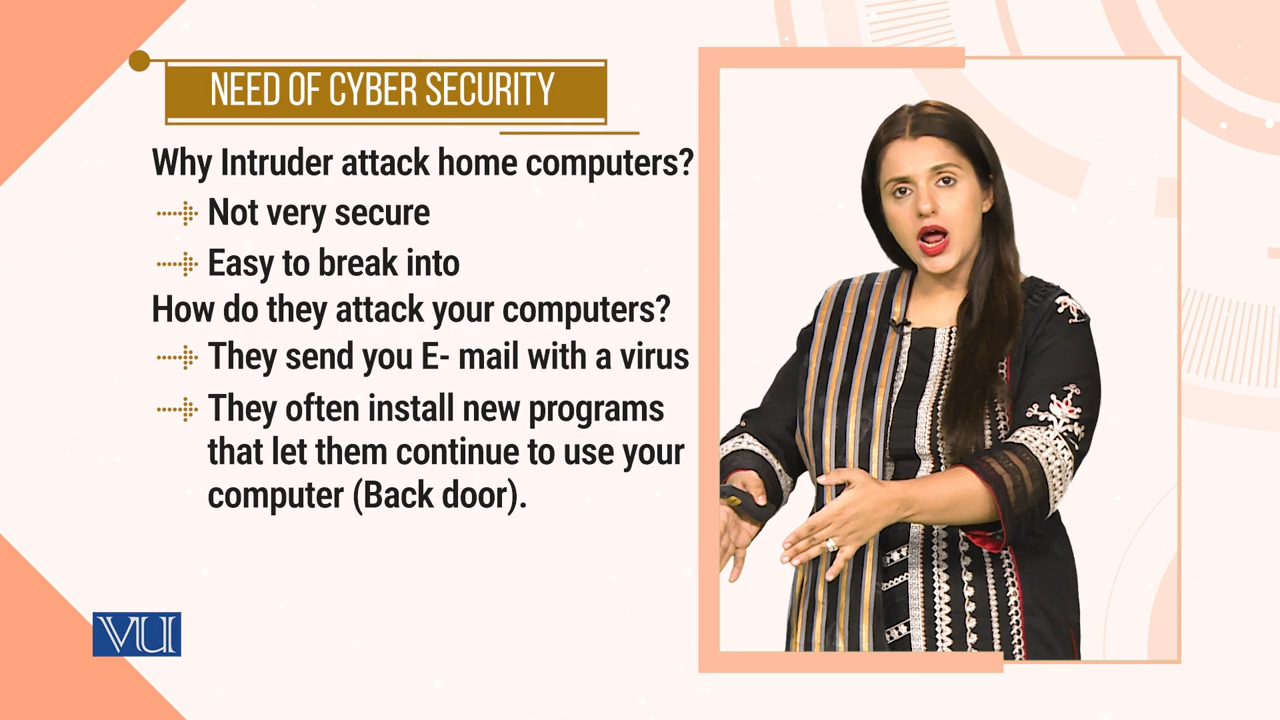 NEED OF CYBER SECURITY
Why Intruder attack home computers?
Not very secure
Easy to break into
How do they attack your computers?
They send you E- mail with a virus
They often install new programs
that let them continue to use your
computer (Back door).
VU